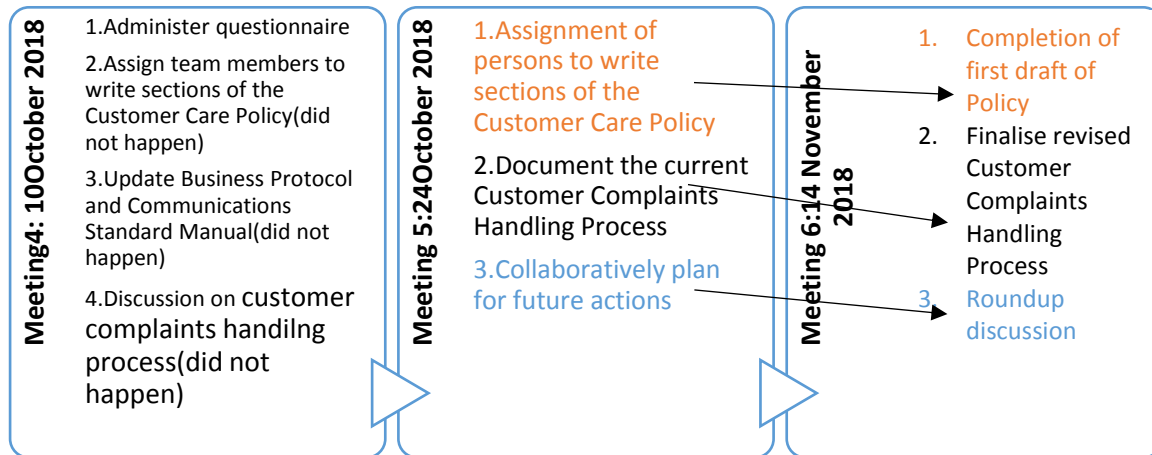 Meeting4: 10October 2018
1.Administer questionnaire
2.Assign team members to
write sections of the
Customer Care Policy(did
not happen)
3.Update Business Protocol
and Communications
Standard Manual(did not
happen)
4.Discussion on customer
complaints handilng
process(did not
happen)
Meeting 5:24October 2018
1.Assignment of
persons to write
sections of the
Customer Care Policy
2.Document the current
Customer Complaints
Handling Process
3.Collaboratively plan
for future actions
Meeting 6:14 November
2018
1. Completion of
first draft of
Policy
2. Finalise revised
Customer
Complaints
Handling
Process
3. Roundup
discussion